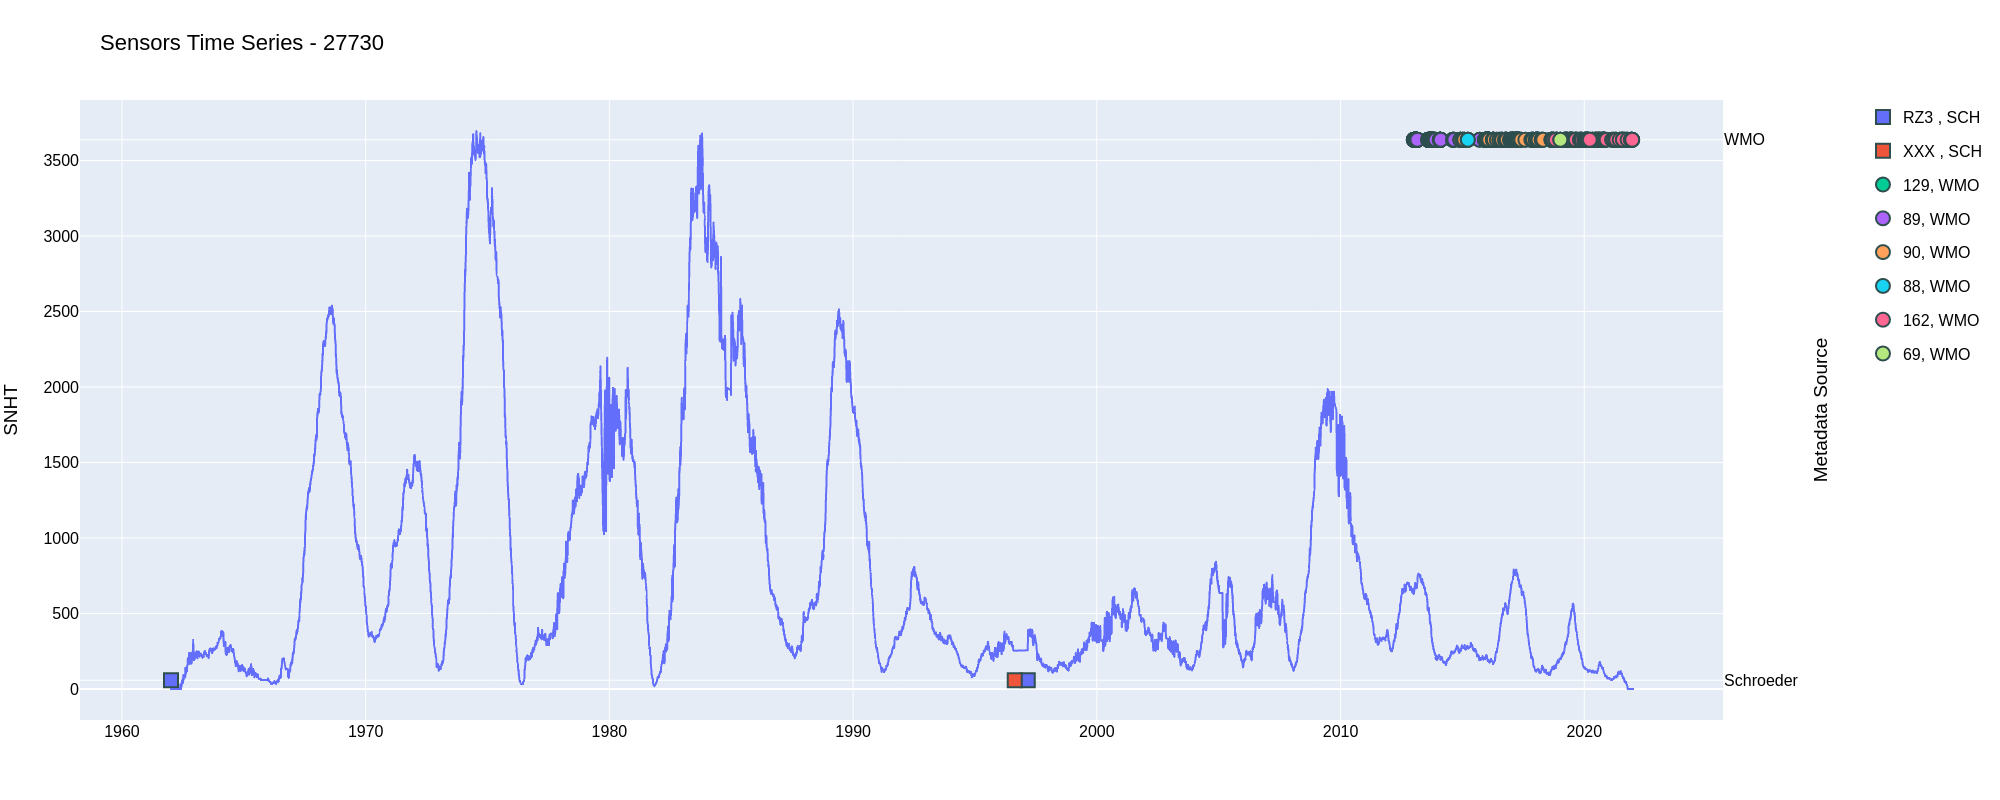 Sensors Time Series - 27730
SNHT
3500
3000
2500
2000
1500
1000
500
0
1960
1970
1980
1990
2000
2010
2020
WMO
Schroeder
Metadata Source
RZ3 , SCH
XXX , SCH
129, WMO
89, WMO
90, WMO
88, WMO
162, WMO
69, WMO